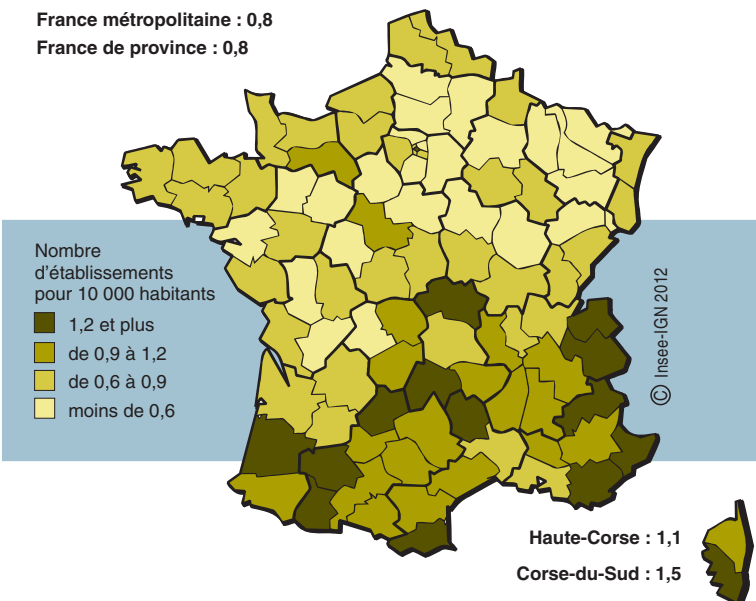 France métropolitaine : 0,8
France de province : 0,8
Nombre
d'établissements
pour 10 000 habitants
1,2 et plus
de 0,9 à 1,2
de 0,6 à 0,9
moins de 0,6
© Insee-IGN 2012
Haute-Corse : 1,1
Corse-du-Sud : 1,5